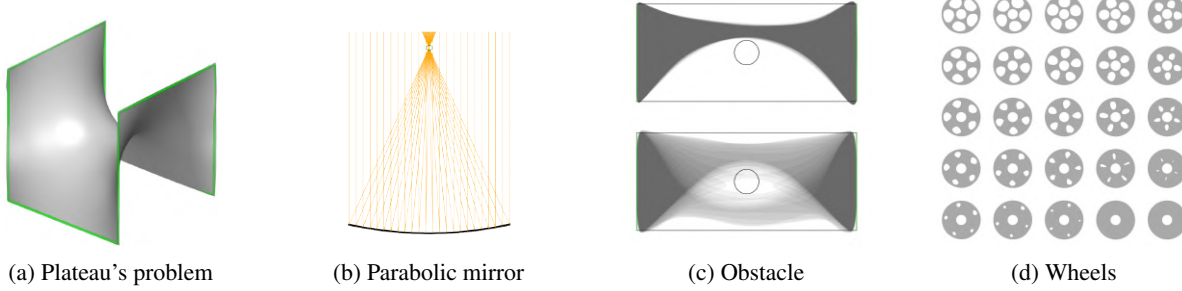 (a) Plateau's problem
(b) Parabolic mirror
(c) Obstacle
(d) Wheels